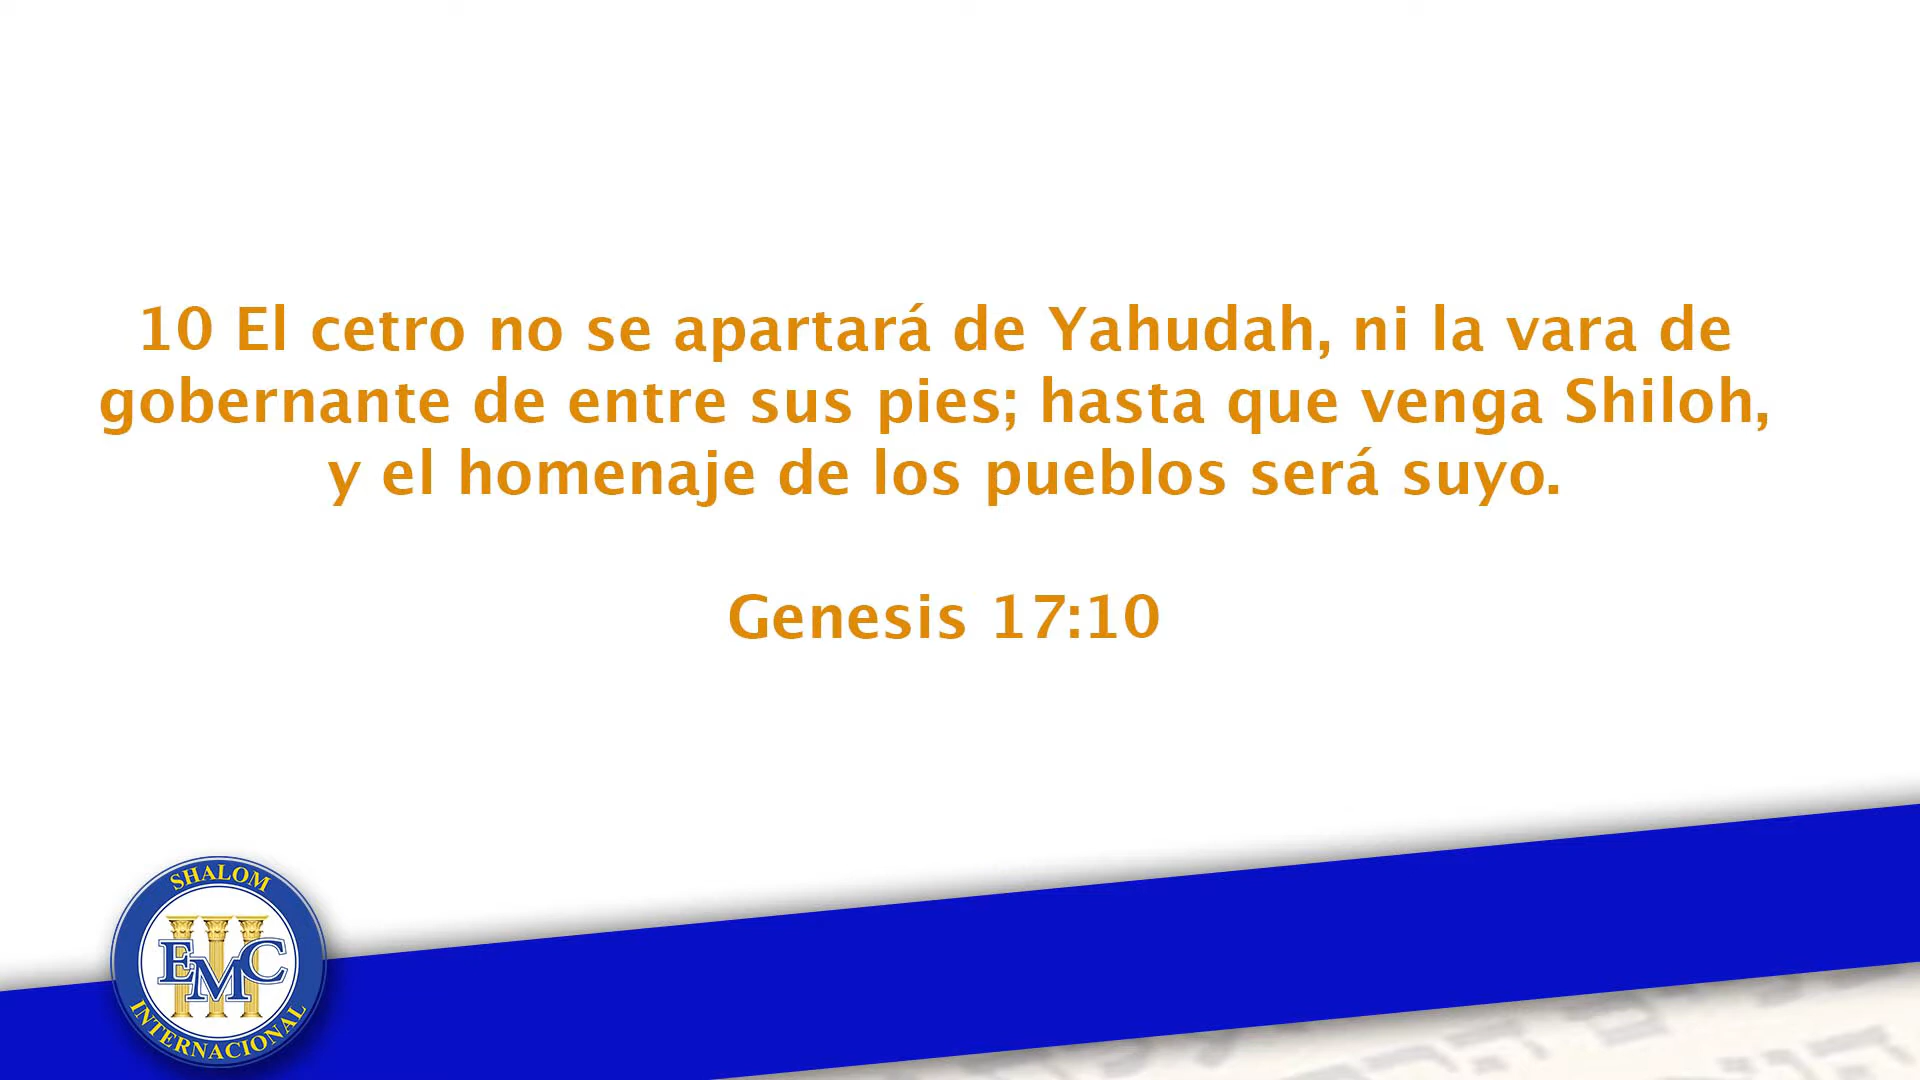 10 El cetro no se apartará de Yahudah, ni la vara de
gobernante de entre sus pies; hasta que venga Shiloh,
y el homenaje de los pueblos será suyo.
Genesis 17:10
SHALOM
EMC
INTERNACIONAL